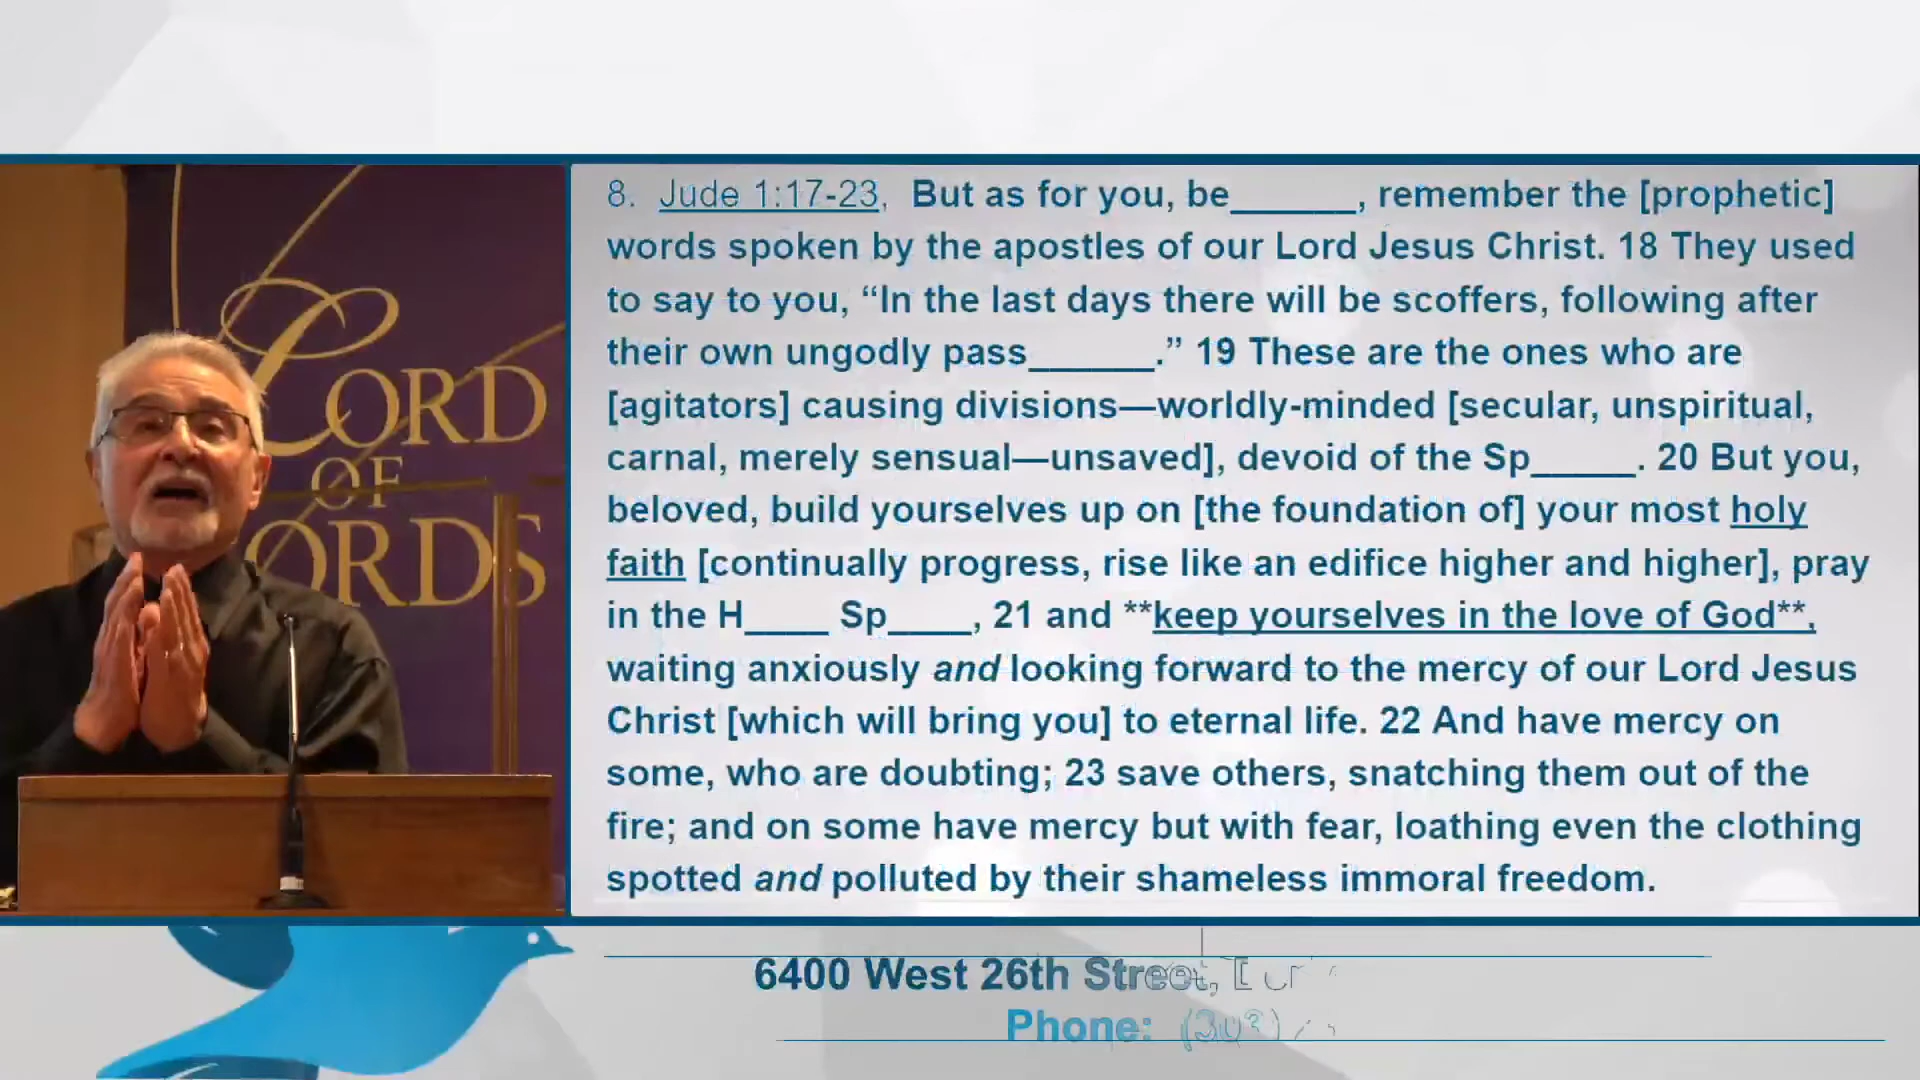 LORD
OF
LORDS
8. Jude 1:17-23, But as for you, be______, remember the [prophetic]
words spoken by the apostles of our Lord Jesus Christ. 18 They used
to say to you, “In the last days there will be scoffers, following after
their own ungodly pass______.” 19 These are the ones who are
[agitators] causing divisions—worldly-minded [secular, unspiritual,
carnal, merely sensual—unsaved], devoid of the Sp_____. 20 But you,
beloved, build yourselves up on [the foundation of] your most holy
faith [continually progress, rise like an edifice higher and higher], pray
in the H____ Sp____, 21 and **keep yourselves in the love of God**,
waiting anxiously and looking forward to the mercy of our Lord Jesus
Christ [which will bring you] to eternal life. 22 And have mercy on
some, who are doubting; 23 save others, snatching them out of the
fire; and on some have mercy but with fear, loathing even the clothing
spotted and polluted by their shameless immoral freedom.
6400 West 26th Street,
Phone: